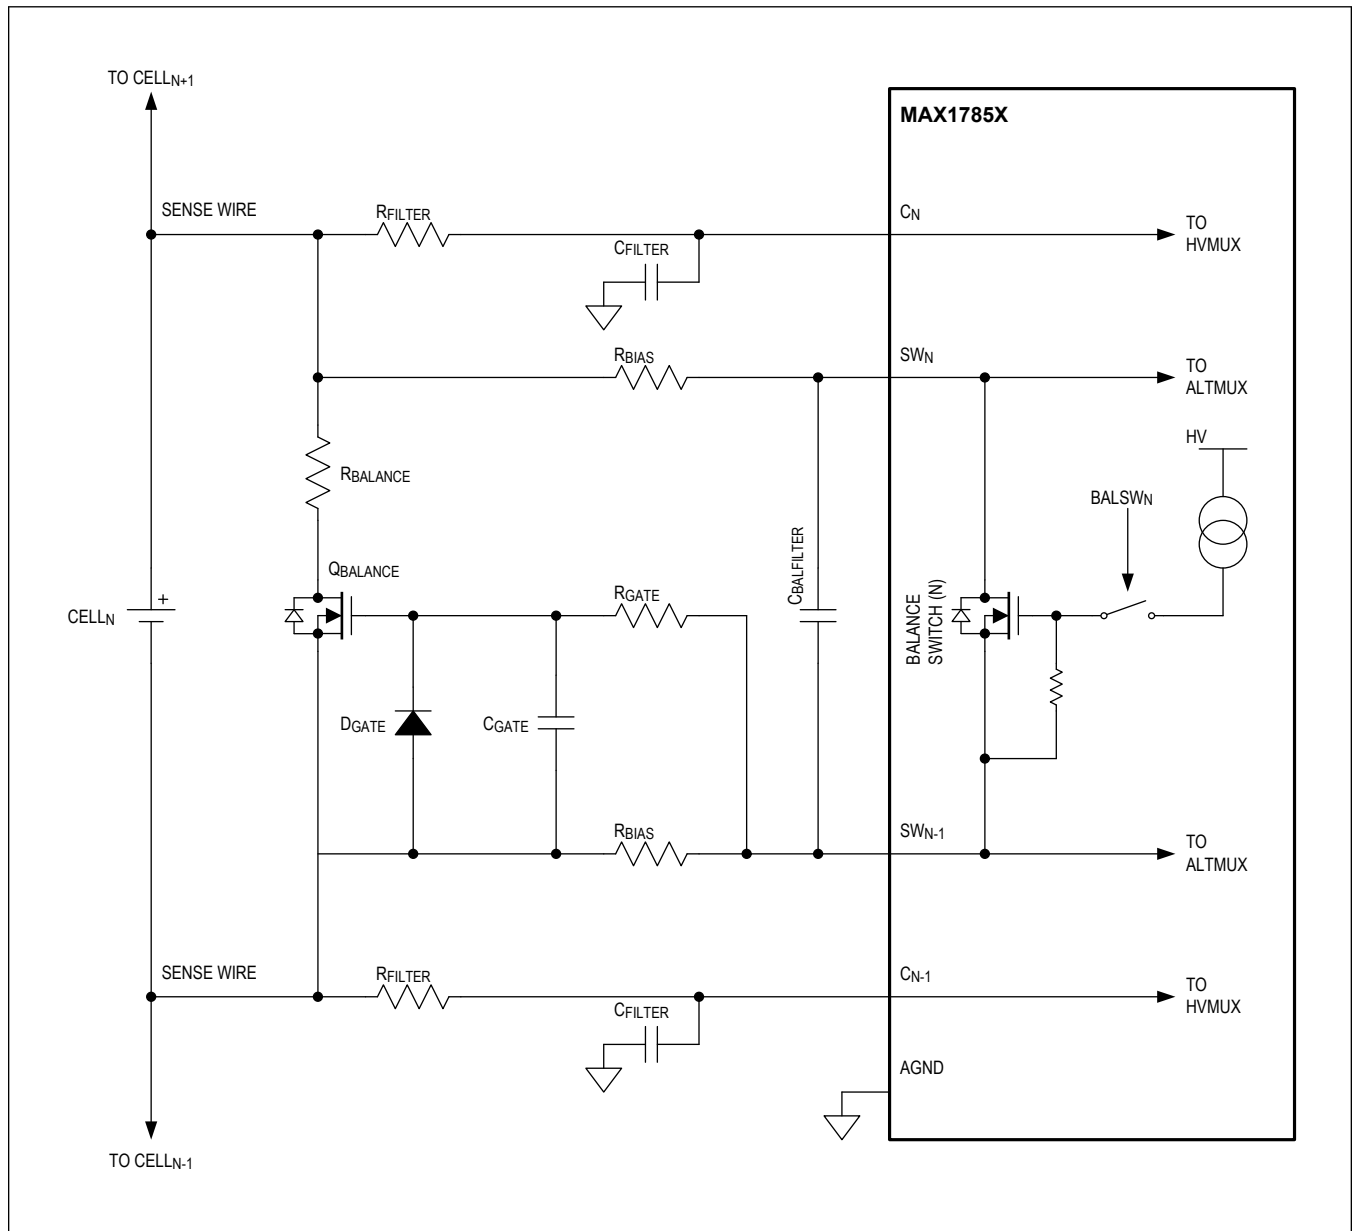 TO CELLN+1
MAX1785X
SENSE WIRE
RFILTER
CN
TO
HVMUX
CFILTER
RBIAS
SWN
TO
ALTMUX
HV
RBALANCE
BALSWN
QBALANCE
CBALFILTER
RGATE
BALANCE
SWITCH (N)
+
CELLN
DGATE
CGATE
RBIAS
SWN-1
TO
ALTMUX
SENSE WIRE
RFILTER
CN-1
TO
HVMUX
CFILTER
AGND
TO CELLN-1